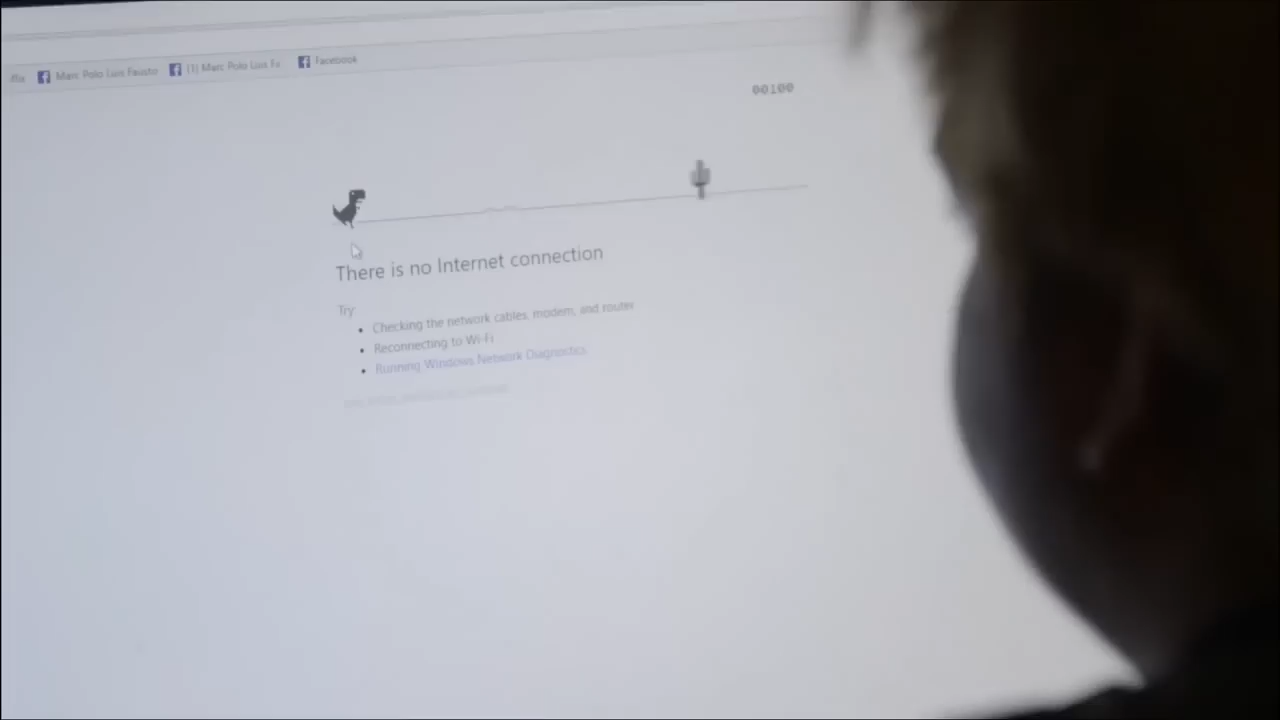 Marc Polo Luis Fausto (1) Marc Polo Luis Fa Facebook
00100
There is no Internet connection
Try
Checking the network cables, modem, and router
Reconnecting to Wi-Fi
Running Windows Network Diagnostics